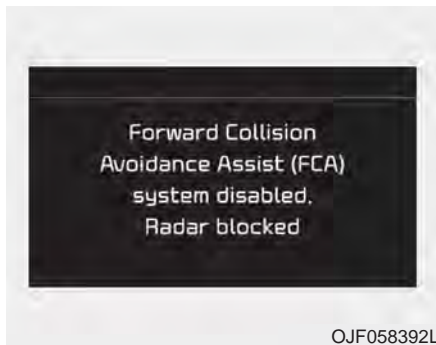 Forward Collision
Avoidance Assist (FCA)
system disabled.
Radar blocked
OJF058392L